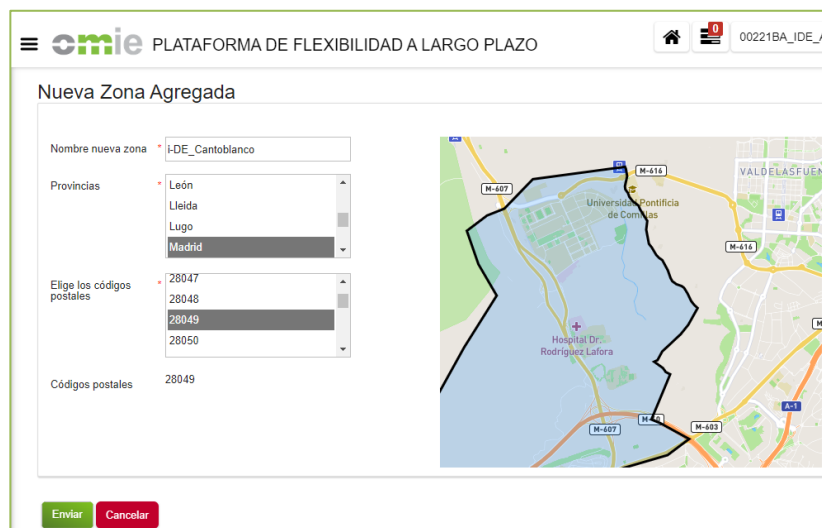 omie PLATAFORMA DE FLEXIBILIDAD A LARGO PLAZO
0
00221BA_IDE_A
Nueva Zona Agregada
Nombre nueva zona * i-DE_Cantoblanco
Provincias *
León
Lleida
Lugo
Madrid
Elige los códigos postales *
28047
28048
28049
28050
Códigos postales 28049
M-616
M-607
VALDELASFUEN
Universidad Pontificia
de Comillas
M-616
Hospital Dr.
Rodríguez Lafora
A-1
M-607
M-603
Enviar Cancelar